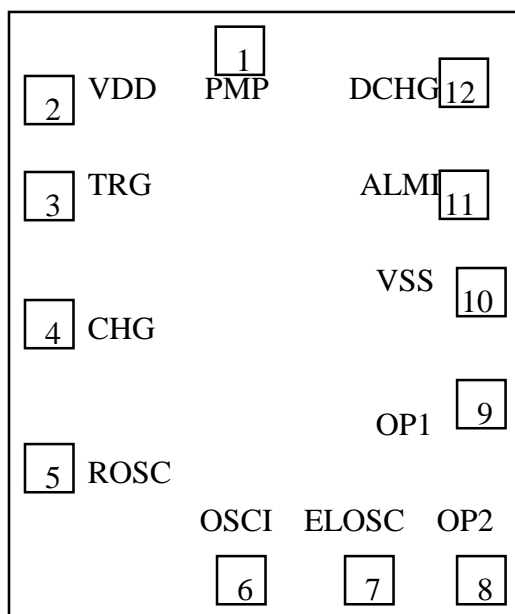 1
VDD PMP DCHG 12
2
TRG ALMI
3 11
VSS
10
4 CHG
9
OP1
5 ROSC
OSCI ELOSC OP2
6 7 8